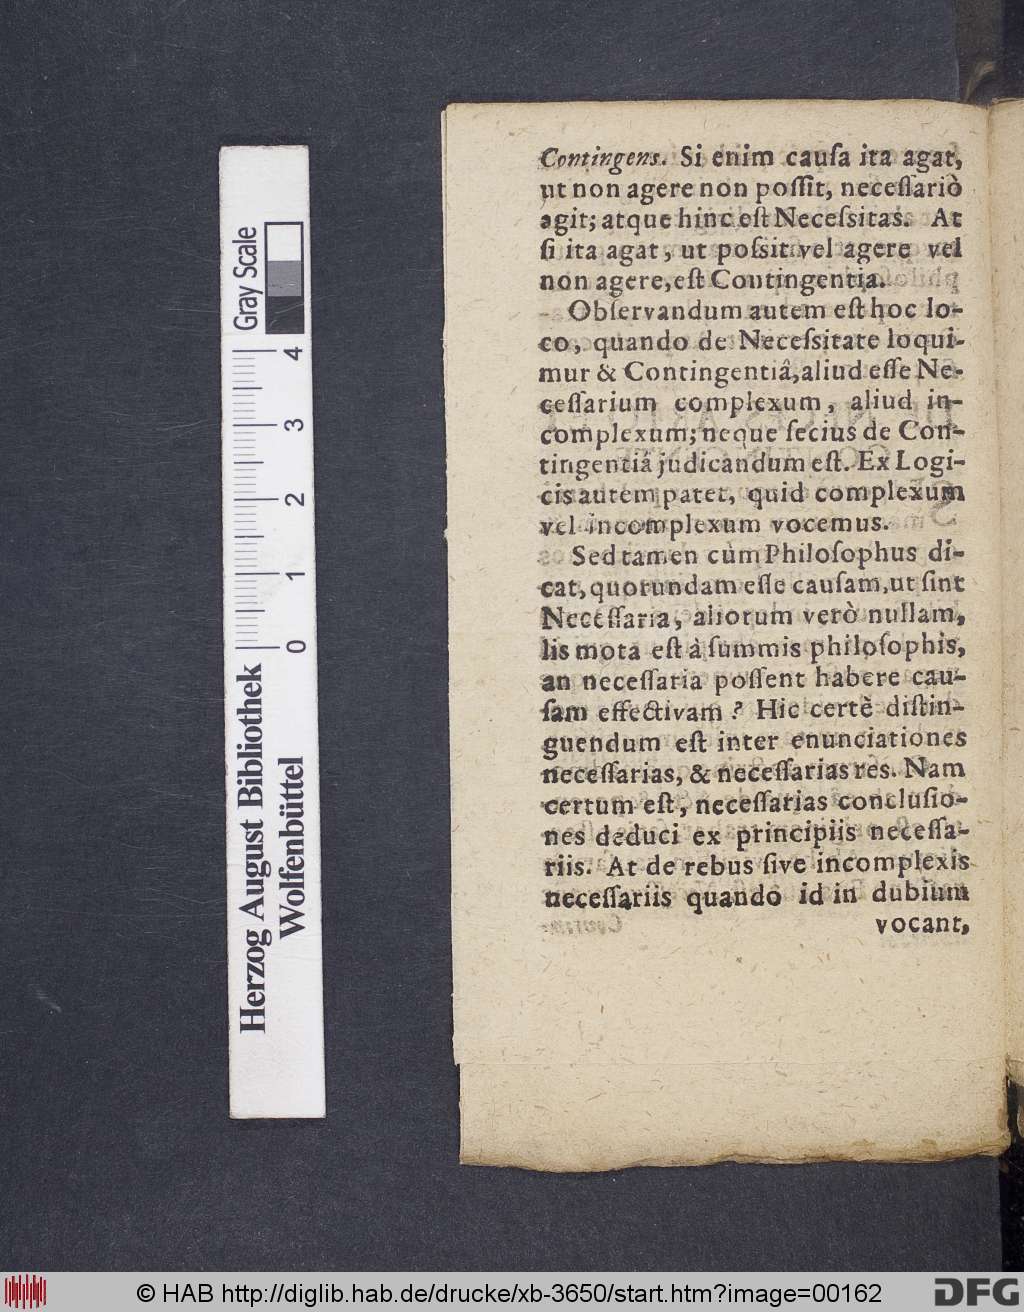 Contingens. Si enim cauſa ita agat,
ut non agere non poſſit, neceſſariò
agit; atque hinc eſt Neceſsitas. At
ſi ita agat, ut poſsit vel agere vel
non agere, eſt Contingentia.
Obſervandum autem eſt hoc lo-
co, quando de Neceſsitate loqui-
mur & Contingentiâ, aliud eſſe Ne-
ceſſarium complexum, aliud in-
complexum; neque ſecius de Con-
tingentiâ judicandum eſt. Ex Logi-
cis autem patet, quid complexum
vel incomplexum vocemus.
Sed tamen cùm Philoſophus di-
cat, quorundam eſſe cauſam, ut ſint
Neceſſaria, aliorum verò nullam,
lis mota eſt à ſummis philoſophis,
an neceſſaria poſſent habere cau-
ſam effectivam? Hic certè diſtin-
guendum eſt inter enunciationes
neceſſarias, & neceſſarias res. Nam
certum eſt, neceſſarias concluſio-
nes deduci ex principiis neceſſa-
riis. At de rebus ſive incomplexis
neceſſariis quando id in dubium
vocant,
Gray Scale
0 1 2 3 4
Herzog August Bibliothek
Wolfenbüttel
© HAB http://diglib.hab.de/drucke/xb-3650/start.htm?image=00162
DFG